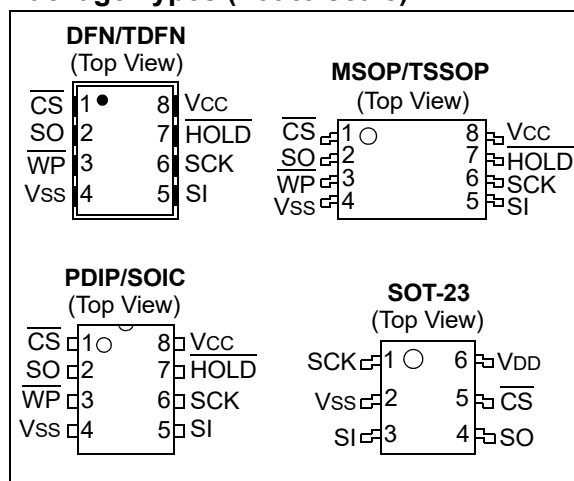 DFN/TDFN
(Top View)
CS 1 8 VCC
SO 2 7 HOLD
WP 3 6 SCK
VSS 4 5 SI
MSOP/TSSOP
(Top View)
CS 1 8 VCC
SO 2 7 HOLD
WP 3 6 SCK
VSS 4 5 SI
PDIP/SOIC
(Top View)
CS 1 8 VCC
SO 2 7 HOLD
WP 3 6 SCK
VSS 4 5 SI
SOT-23
(Top View)
SCK 1 6 VDD
VSS 2 5 CS
SI 3 4 SO